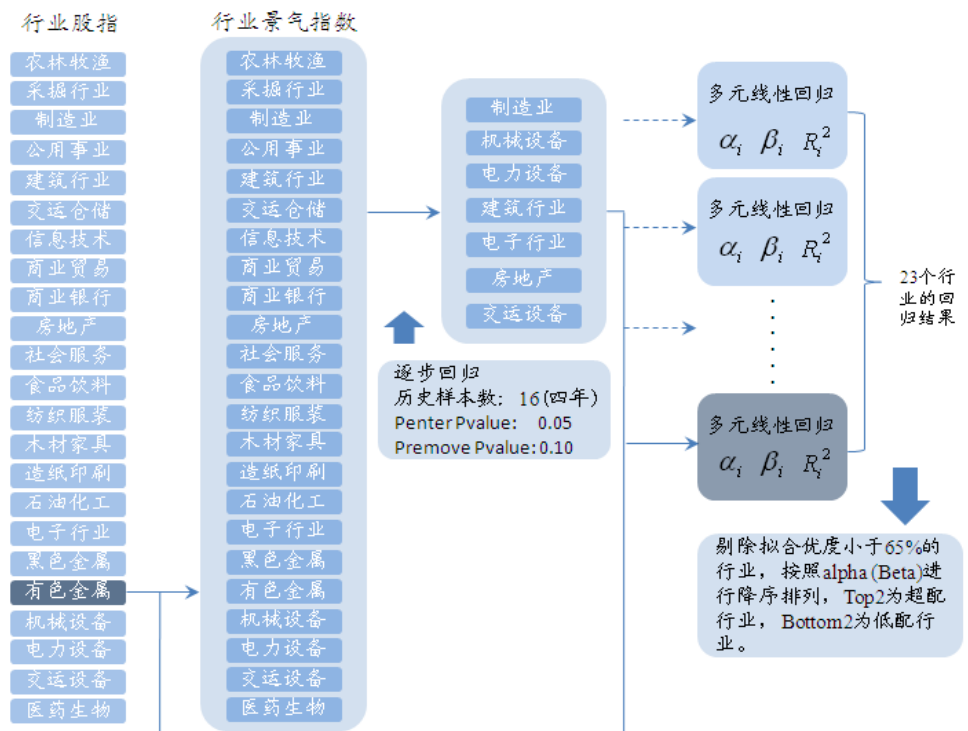 行业股指
农林牧渔
采掘行业
制造业
公用事业
建筑行业
交运仓储
信息技术
商业贸易
商业银行
房地产
社会服务
食品饮料
纺织服装
木材家具
造纸印刷
石油化工
电子行业
黑色金属
有色金属
机械设备
电力设备
交运设备
医药生物
行业景气指数
农林牧渔
采掘行业
制造业
公用事业
建筑行业
交运仓储
信息技术
商业贸易
商业银行
房地产
社会服务
食品饮料
纺织服装
木材家具
造纸印刷
石油化工
电子行业
黑色金属
有色金属
机械设备
电力设备
交运设备
医药生物
制造业
机械设备
电力设备
建筑行业
电子行业
房地产
交运设备
逐步回归
历史样本数: 16(四年)
Penter Pvalue: 0.05
Premove Pvalue: 0.10
多元线性回归
αᵢ βᵢ Rᵢ²
多元线性回归
αᵢ βᵢ Rᵢ²
多元线性回归
αᵢ βᵢ Rᵢ²
23个行
业的回
归结果
剔除拟合优度小于65%的
行业，按照alpha (Beta)进
行降序排列，Top2为超配
行业，Bottom2为低配行
业。